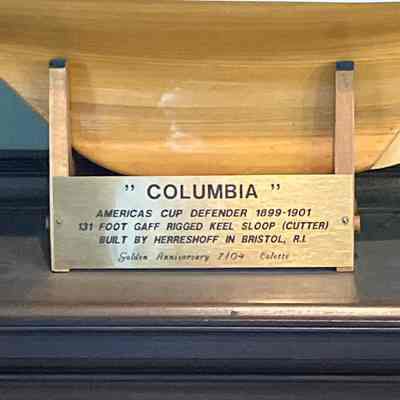 " COLUMBIA "
AMERICAS CUP DEFENDER 1899-1901
131 FOOT GAFF RIGGED KEEL SLOOP (CUTTER)
BUILT BY HERRESHOFF IN BRISTOL, R.I.
Golden Anniversary 7/04 Colette